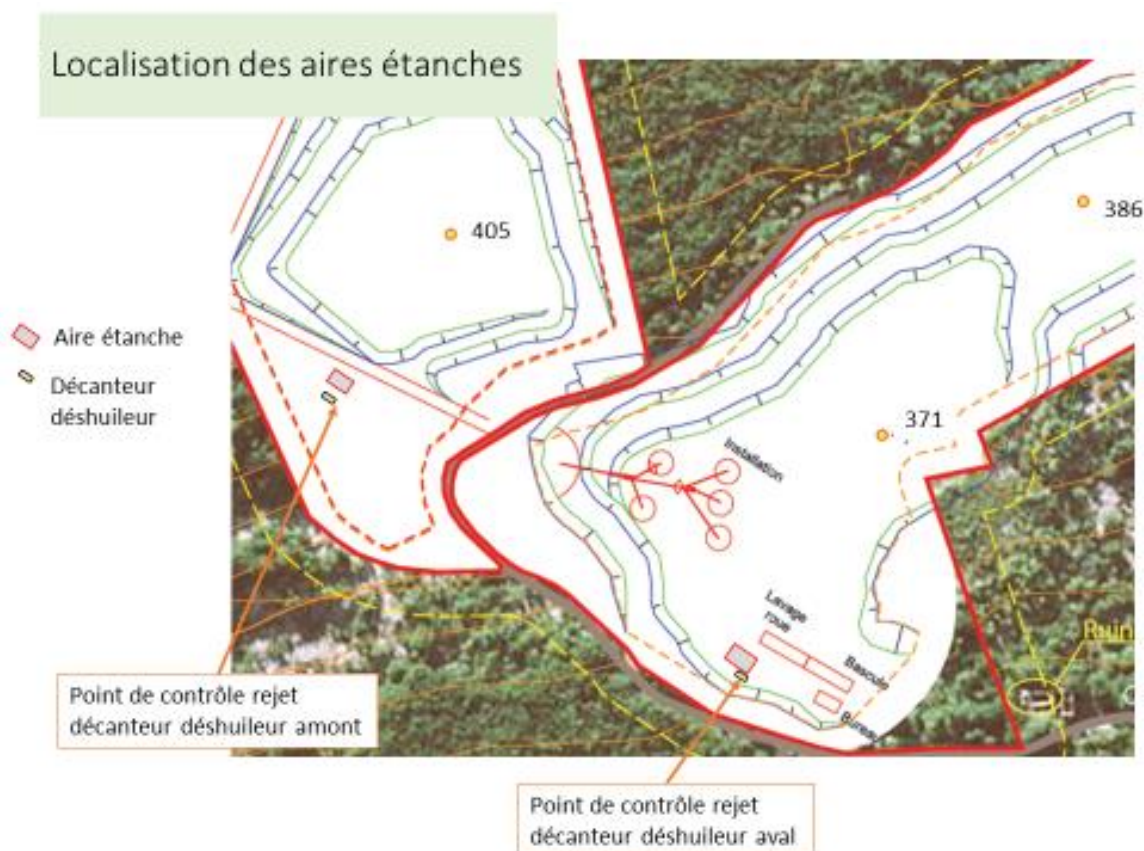 Localisation des aires étanches
405
386
Aire étanche
Décanteur
déshuileur
371
Installation
Lavage
roue
Bascule
Bureau
Point de contrôle rejet
décanteur déshuileur amont
Point de contrôle rejet
décanteur déshuileur aval